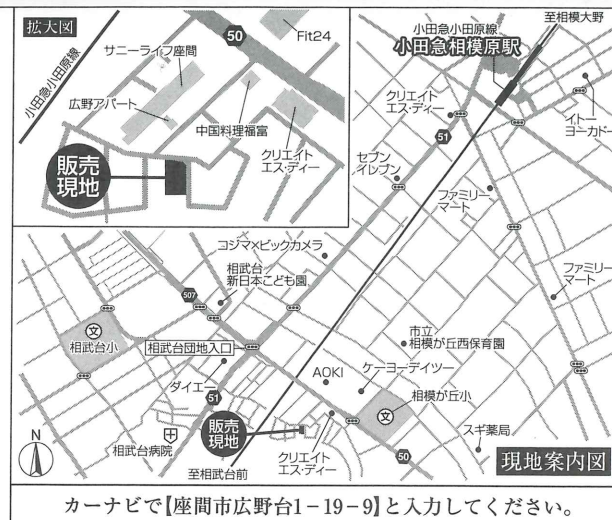 拡大図
小田急小田原線
サニーライフ座間
広野アパート
50
Fit24
中国料理福富
クリエイト
エス・ディー
販売
現地
至相模大野
小田急小田原線
小田急相模原駅
イトー
ヨーカドー
クリエイト
エス・ディー
51
セブン
イレブン
ファミリー
マート
ファミリー
マート
コジマ×ビックカメラ
相武台
新日本こども園
507
文
相武台小
相武台団地入口
市立
相模が丘西保育園
AOKI
ケーヨーデイツー
ダイエー
51
文
相模が丘小
販売
現地
N
相武台病院
至相武台前
クリエイト
エス・ディー
50
スギ薬局
現地案内図
カーナビで【座間市広野台1-19-9】と入力してください。